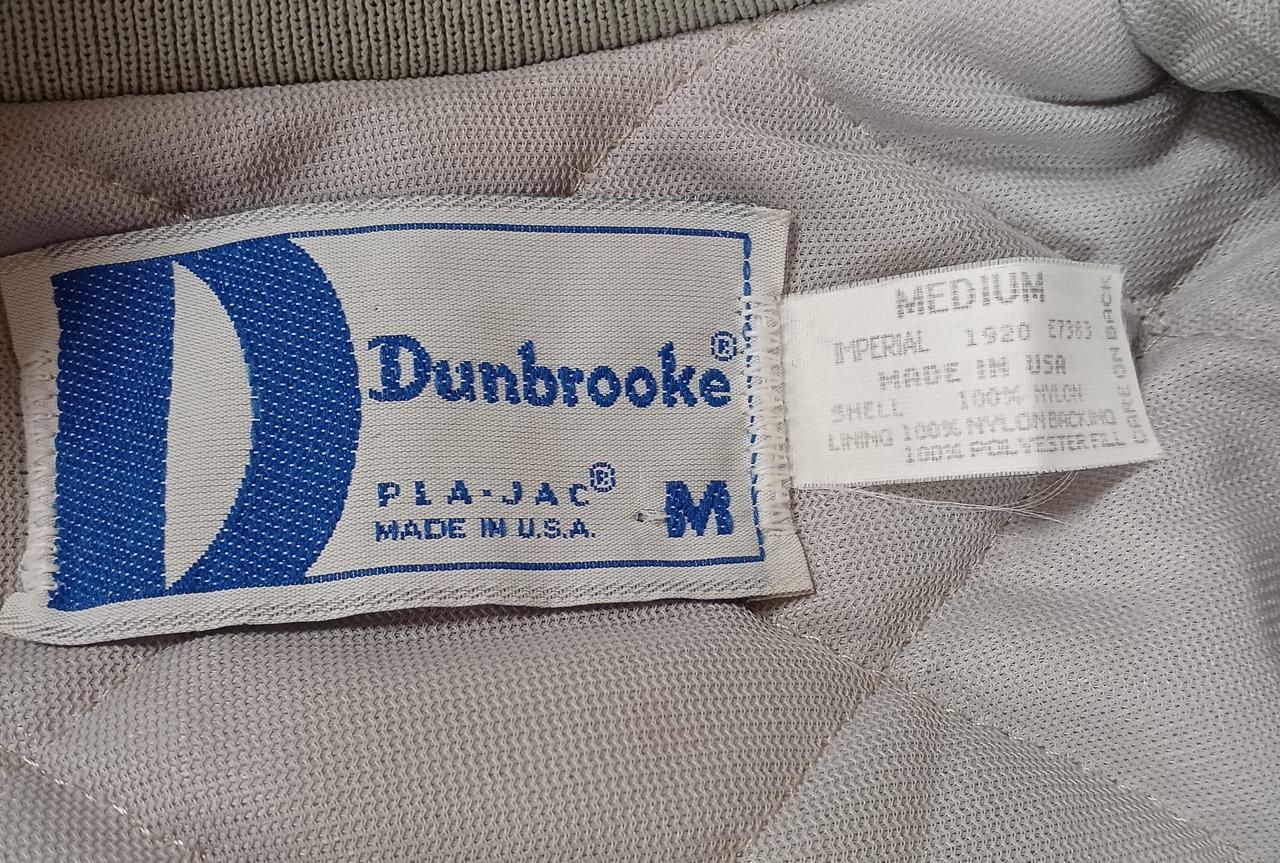 Dunbrooke®
PLA-JAC®
MADE IN U.S.A.
M
MEDIUM
IMPERIAL 1920 E7363
MADE IN USA
SHELL 100% NYLON
LINING 100% NYLON BACKING
100% POLYESTER FILL
CARE ON BACK